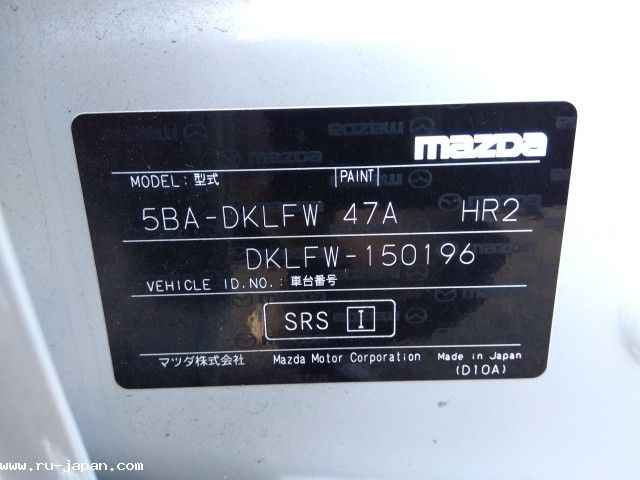 mazda
MODEL: 型式 PAINT
5BA-DKLFW 47A HR2
DKLFW-150196
VEHICLE ID.NO.: 車台番号
SRS I
マツダ株式会社 Mazda Motor Corporation Made in Japan
(D10A)
www.ru-japan.com